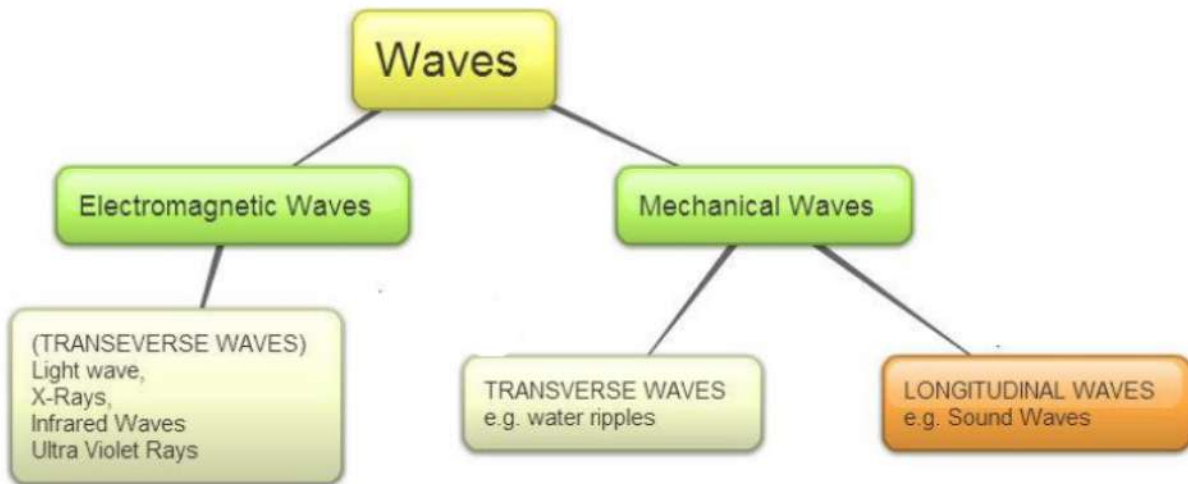 Waves
Electromagnetic Waves
Mechanical Waves
(TRANSEVERSE WAVES)
Light wave,
X-Rays,
Infrared Waves
Ultra Violet Rays
TRANSVERSE WAVES
e.g. water ripples
LONGITUDINAL WAVES
e.g. Sound Waves